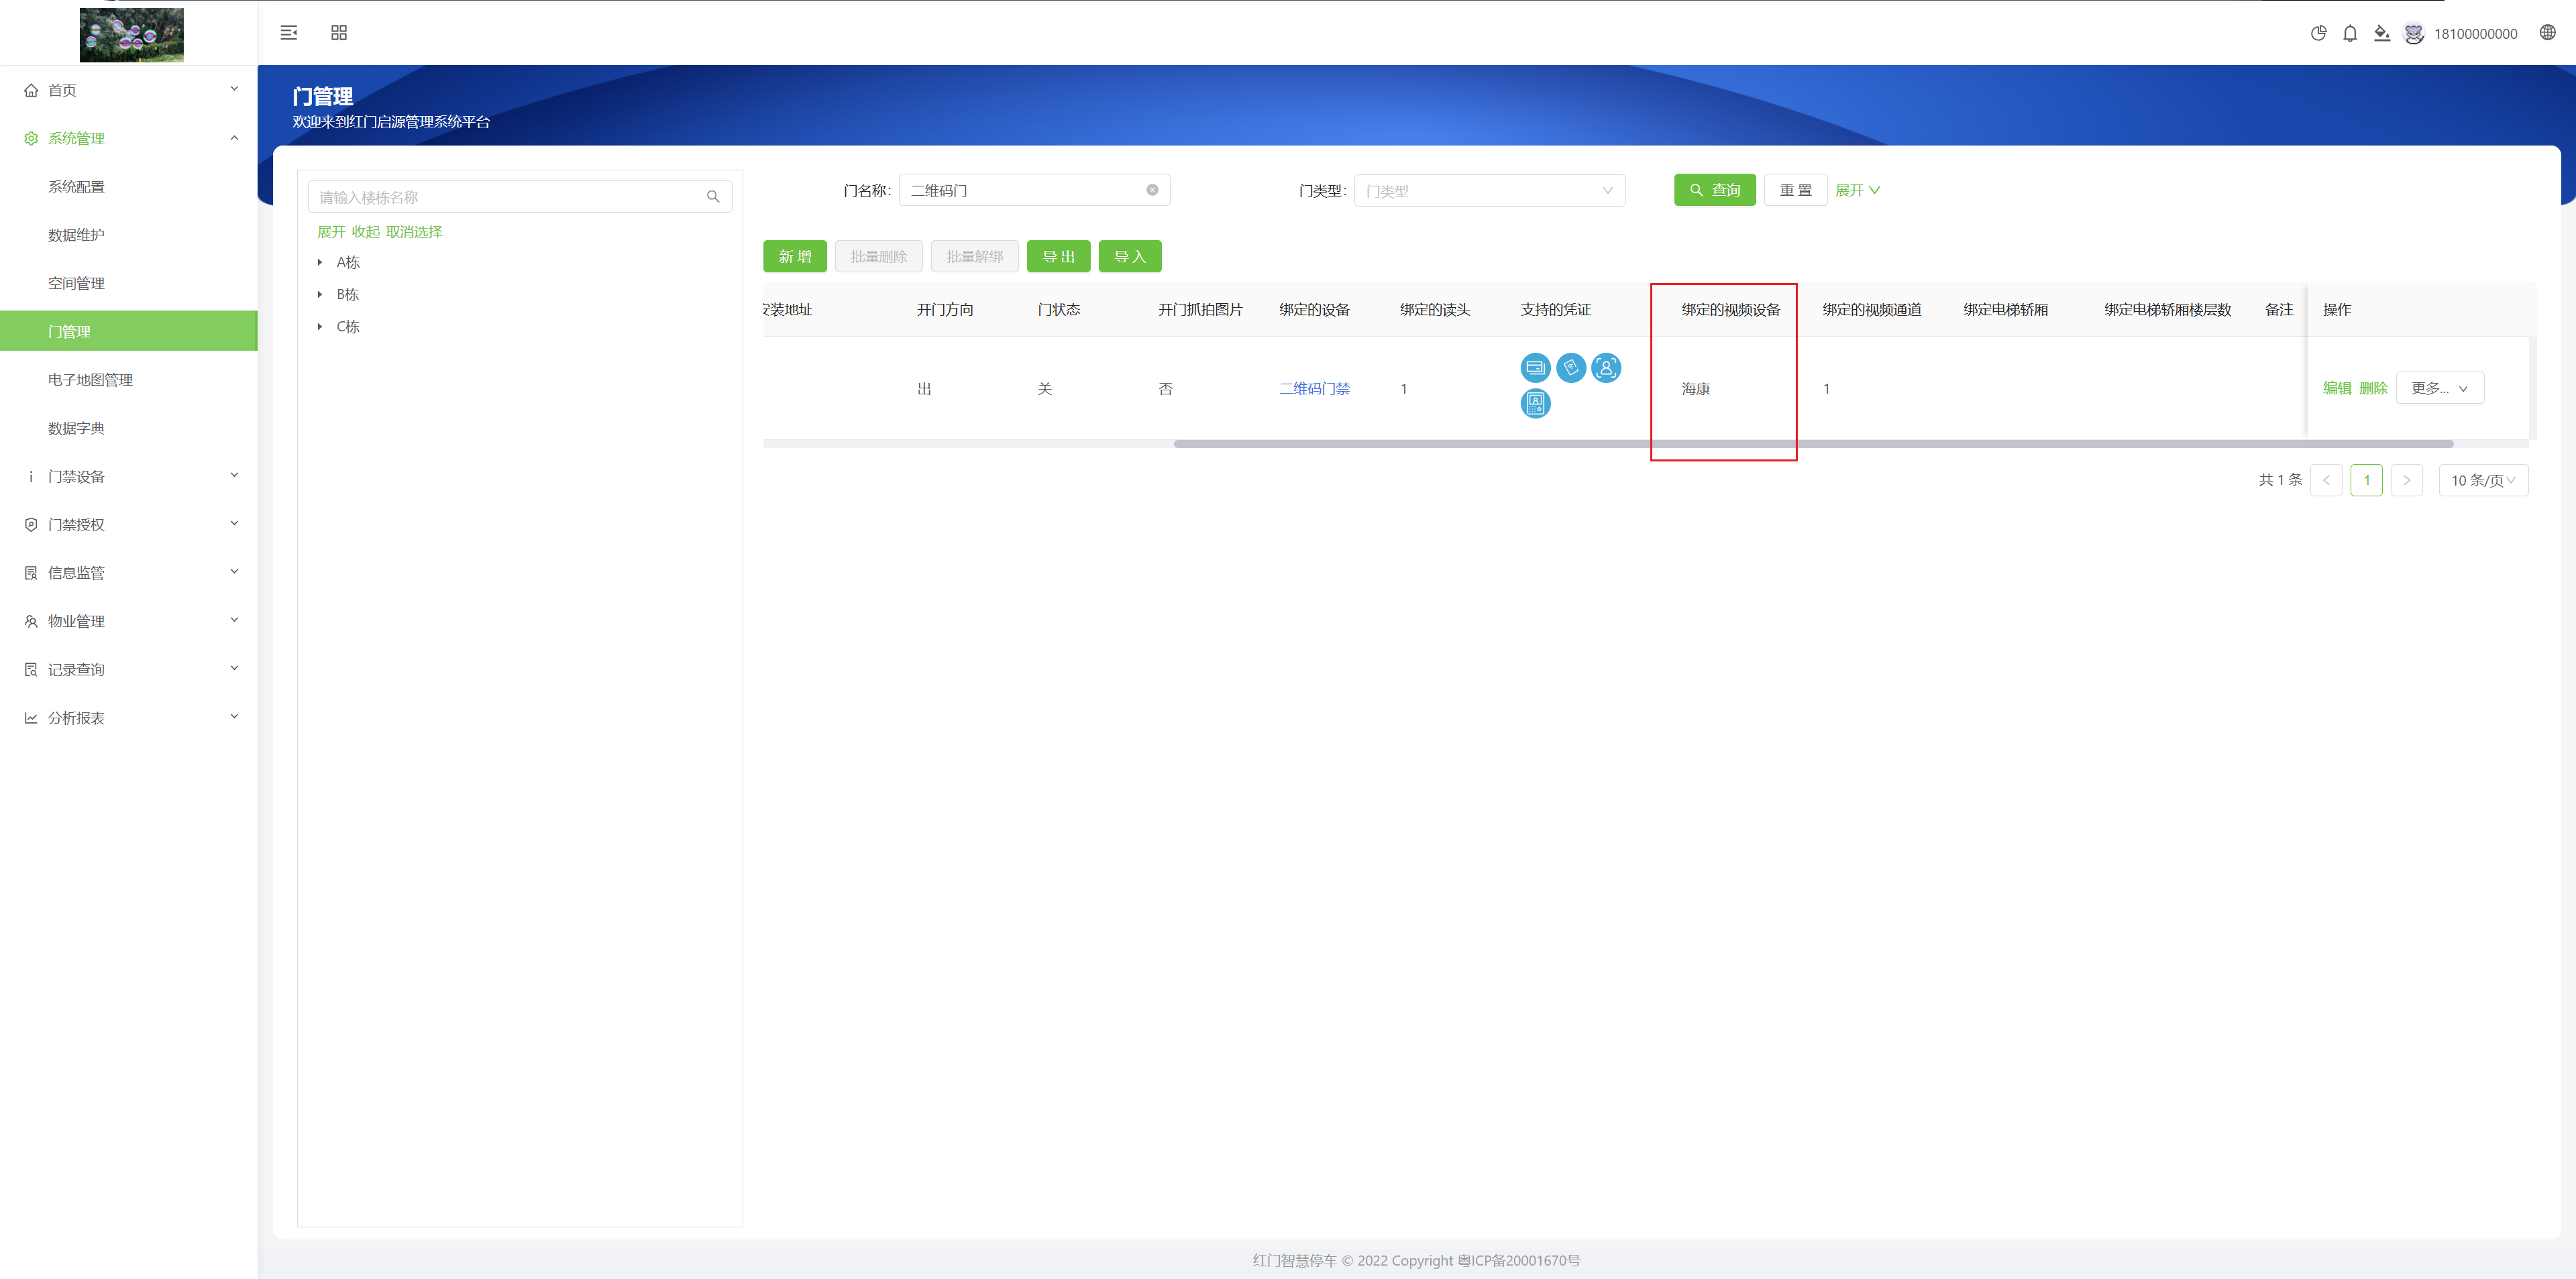 18100000000
首页
系统管理
系统配置
数据维护
空间管理
门管理
电子地图管理
数据字典
门禁设备
门禁授权
信息监管
物业管理
记录查询
分析报表
门管理
欢迎来到红门启源管理系统平台
请输入楼栋名称
展开 收起 取消选择
A栋
B栋
C栋
门名称: 二维码门 门类型: 门类型 查询 重 置 展开
新 增 批量删除 批量解绑 导 出 导 入
安装地址 开门方向 门状态 开门抓拍图片 绑定的设备 绑定的读头 支持的凭证 绑定的视频设备 绑定的视频通道 绑定电梯轿厢 绑定电梯轿厢楼层数 备注 操作
出 关 否 二维码门禁 1 海康 1 编辑 删除 更多...
共 1 条 < 1 > 10 条/页
红门智慧停车 © 2022 Copyright 粤ICP备20001670号